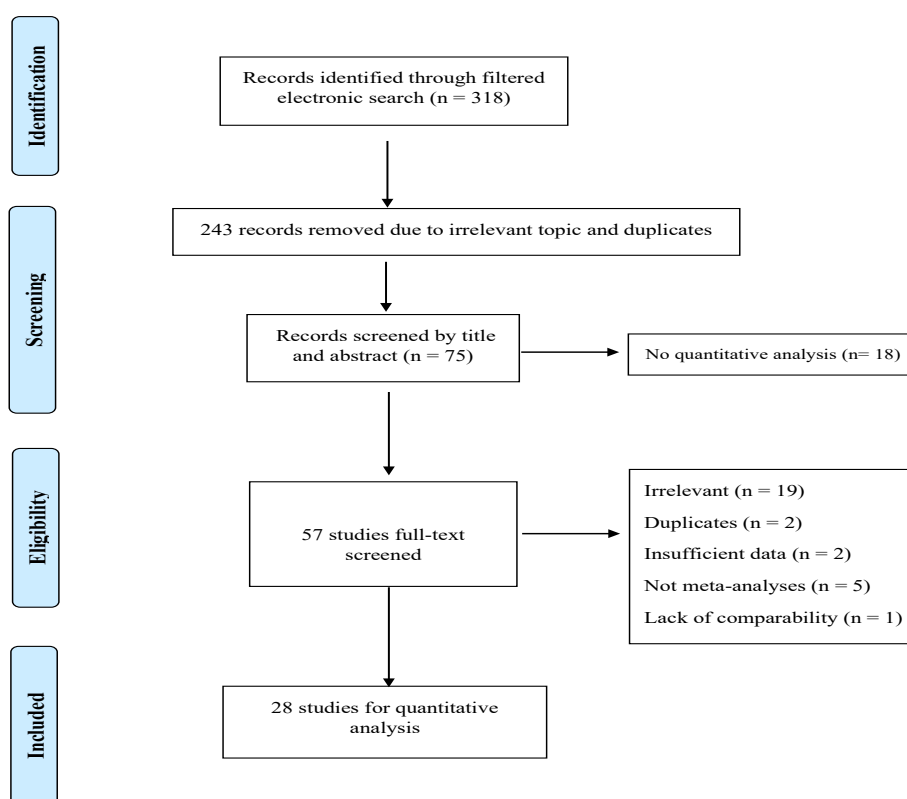 Identification
Records identified through filtered
electronic search (n = 318)
Screening
243 records removed due to irrelevant topic and duplicates
Records screened by title
and abstract (n = 75)
No quantitative analysis (n= 18)
Eligibility
57 studies full-text
screened
Irrelevant (n = 19)
Duplicates (n = 2)
Insufficient data (n = 2)
Not meta-analyses (n = 5)
Lack of comparability (n = 1)
Included
28 studies for quantitative
analysis